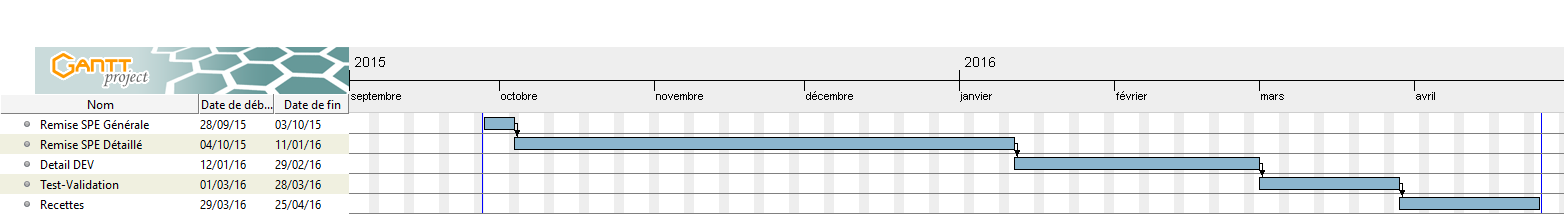 GANTT
project
2015
2016
septembre octobre novembre décembre janvier février mars avril
Nom Date de déb... Date de fin
Remise SPE Générale 28/09/15 03/10/15
Remise SPE Détaillé 04/10/15 11/01/16
Detail DEV 12/01/16 29/02/16
Test-Validation 01/03/16 28/03/16
Recettes 29/03/16 25/04/16